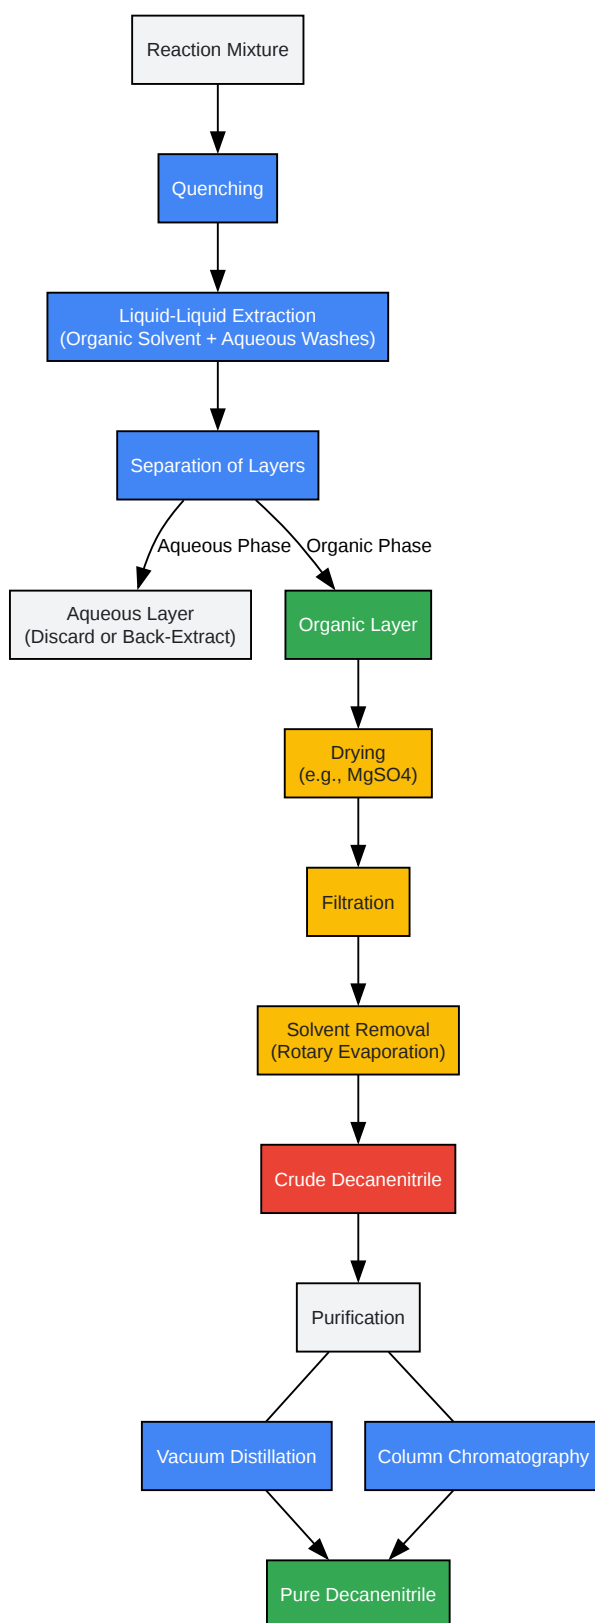 Reaction Mixture
Quenching
Liquid-Liquid Extraction
(Organic Solvent + Aqueous Washes)
Separation of Layers
Aqueous Phase
Organic Phase
Aqueous Layer
(Discard or Back-Extract)
Organic Layer
Drying
(e.g., MgSO4)
Filtration
Solvent Removal
(Rotary Evaporation)
Crude Decanenitrile
Purification
Vacuum Distillation
Column Chromatography
Pure Decanenitrile